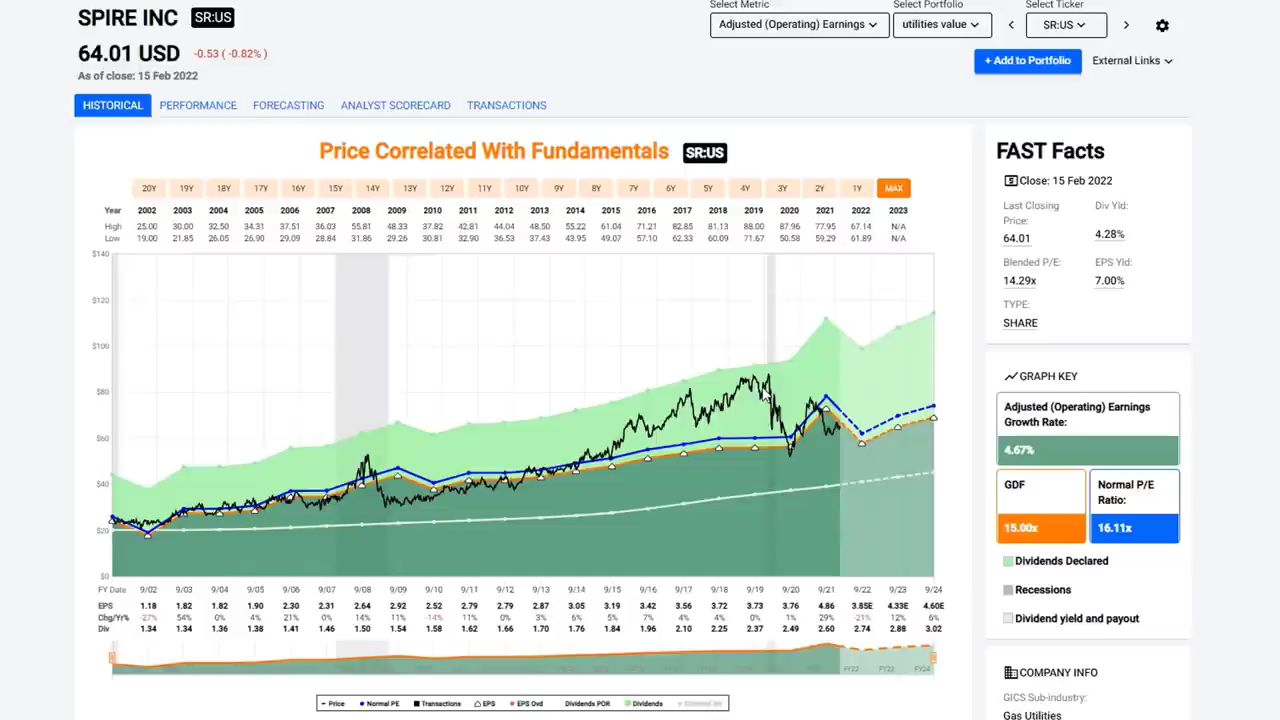 SPIRE INC SR:US
Select Metric Select Portfolio Select Ticker
Adjusted (Operating) Earnings utilities value SR:US
64.01 USD -0.53 ( -0.82% )
As of close: 15 Feb 2022
+ Add to Portfolio External Links
HISTORICAL PERFORMANCE FORECASTING ANALYST SCORECARD TRANSACTIONS
Price Correlated With Fundamentals SR:US
20Y 19Y 18Y 17Y 16Y 15Y 14Y 13Y 12Y 11Y 10Y 9Y 8Y 7Y 6Y 5Y 4Y 3Y 2Y 1Y MAX
Year 2002 2003 2004 2005 2006 2007 2008 2009 2010 2011 2012 2013 2014 2015 2016 2017 2018 2019 2020 2021 2022 2023
High 25.00 30.00 32.50 34.31 37.51 36.03 55.81 48.33 37.82 42.81 44.04 48.50 55.22 61.04 71.21 82.85 81.13 88.00 87.96 77.95 67.14 N/A
Low 19.00 21.85 26.05 26.90 29.09 28.84 31.86 29.26 30.81 32.90 36.53 37.43 43.95 49.07 57.10 62.33 60.09 71.67 50.58 59.29 61.89 N/A
$140
$120
$100
$80
$60
$40
$20
$0
FY Date 9/02 9/03 9/04 9/05 9/06 9/07 9/08 9/09 9/10 9/11 9/12 9/13 9/14 9/15 9/16 9/17 9/18 9/19 9/20 9/21 9/22 9/23 9/24
EPS 1.18 1.82 1.82 1.90 2.30 2.31 2.64 2.92 2.52 2.79 2.79 2.87 3.05 3.19 3.42 3.56 3.72 3.73 3.76 4.86 3.85E 4.33E 4.60E
Chg/Yr% -27% 54% 0% 4% 21% 0% 14% 11% -14% 11% 0% 3% 6% 5% 7% 4% 4% 0% 1% 29% -21% 12% 6%
Div 1.34 1.34 1.36 1.38 1.41 1.46 1.50 1.54 1.58 1.62 1.66 1.70 1.76 1.84 1.96 2.10 2.25 2.37 2.49 2.60 2.74 2.88 3.02
FY22 FY23 FY24
Price Normal PE Transactions EPS EPS Ovd Dividends POR Dividends
FAST Facts
Close: 15 Feb 2022
Last Closing Price: Div Yld:
64.01 4.28%
Blended P/E: EPS Yld:
14.29x 7.00%
TYPE:
SHARE
GRAPH KEY
Adjusted (Operating) Earnings
Growth Rate:
4.67%
GDF Normal P/E
Ratio:
15.00x 16.11x
Dividends Declared
Recessions
Dividend yield and payout
COMPANY INFO
GICS Sub-industry:
Gas Utilities